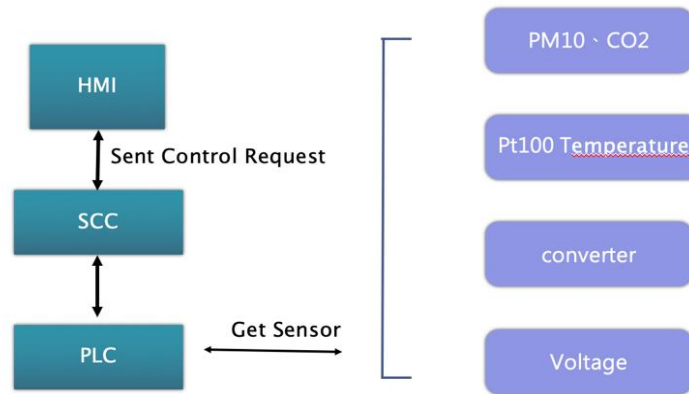 HMI
Sent Control Request
SCC
PLC
Get Sensor
PM10、CO2
Pt100 Temperature
converter
Voltage